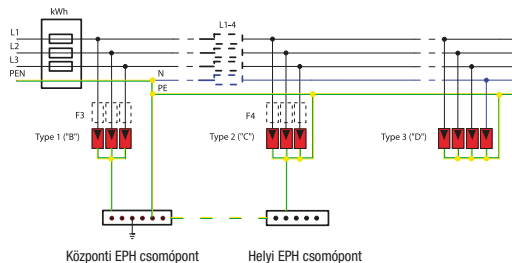 kWh
L1-4
L1
L2
L3
PEN
N
PE
F3
F4
Type 1 ("B")
Type 2 ("C")
Type 3 ("D")
Központi EPH csomópont
Helyi EPH csomópont